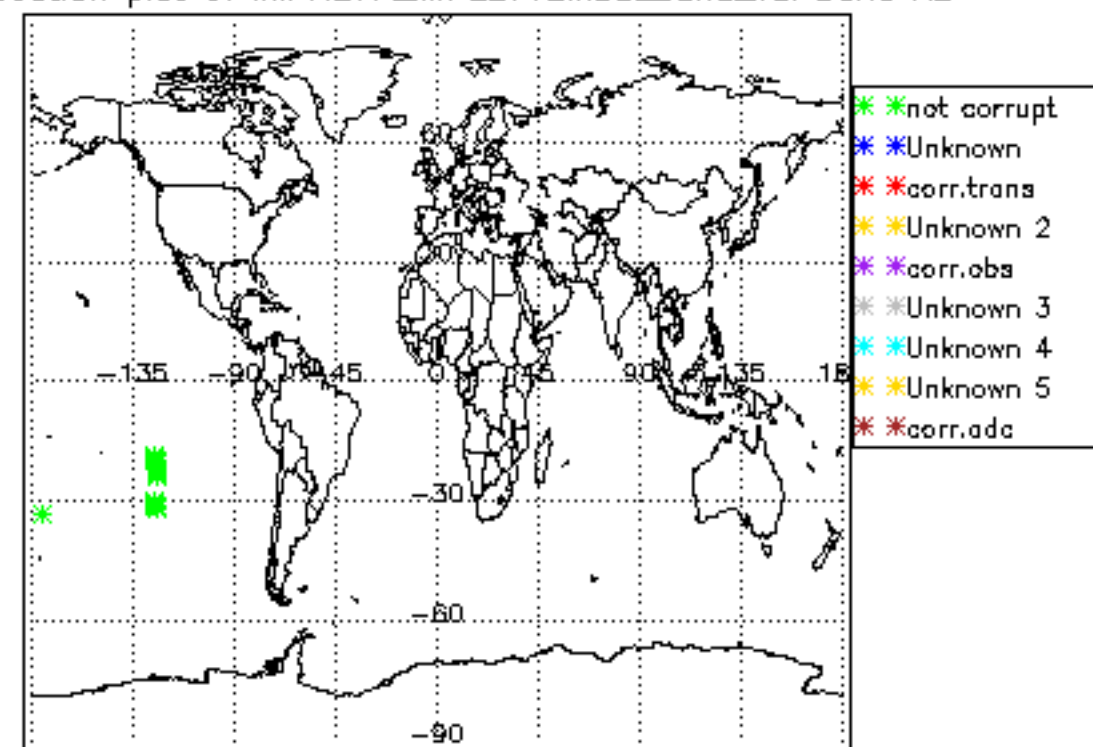 60
-135 -90 45 0 45 90 135
-30
-60
-90
not corrupt
Unknown
corr.trans
Unknown 2
corr.obs
Unknown 3
Unknown 4
Unknown 5
corr.adc